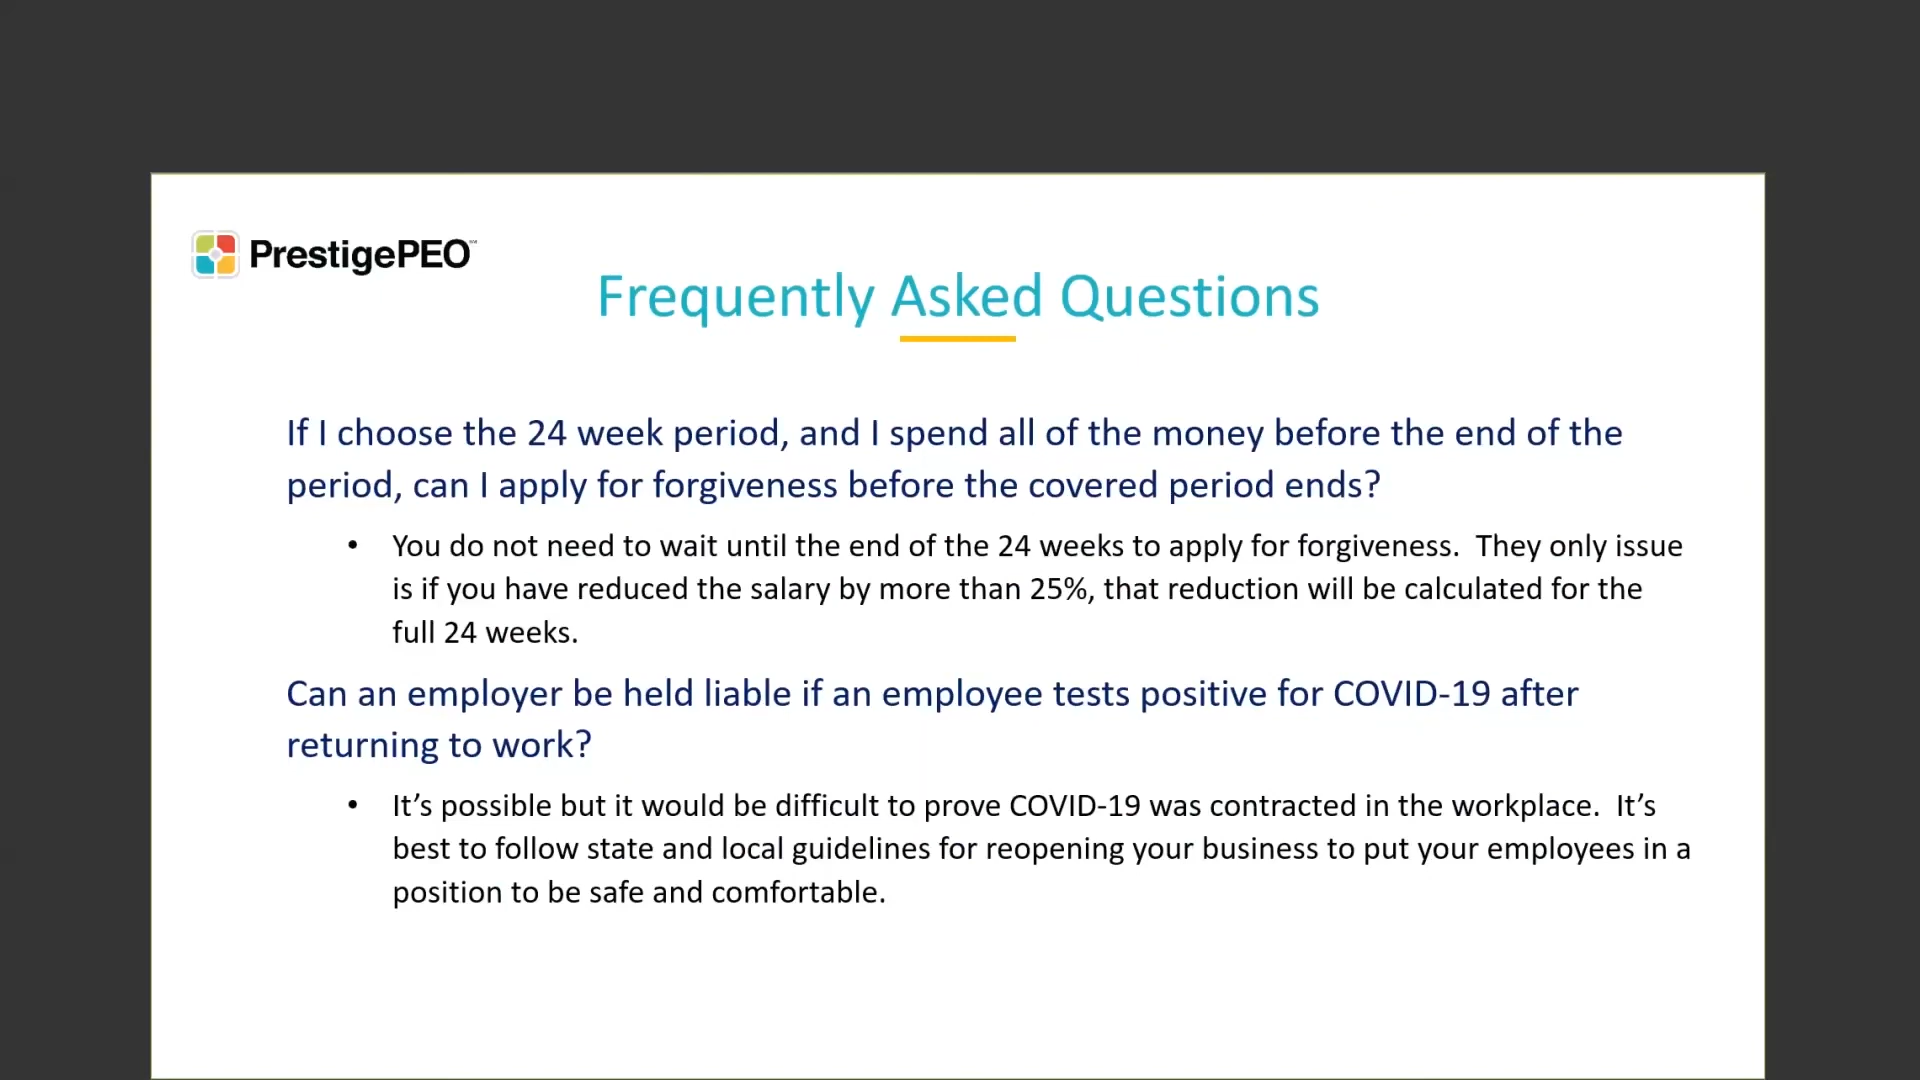 PrestigePEO
Frequently Asked Questions
If I choose the 24 week period, and I spend all of the money before the end of the
period, can I apply for forgiveness before the covered period ends?
• You do not need to wait until the end of the 24 weeks to apply for forgiveness.  They only issue
is if you have reduced the salary by more than 25%, that reduction will be calculated for the
full 24 weeks.
Can an employer be held liable if an employee tests positive for COVID-19 after
returning to work?
• It’s possible but it would be difficult to prove COVID-19 was contracted in the workplace.  It’s
best to follow state and local guidelines for reopening your business to put your employees in a
position to be safe and comfortable.